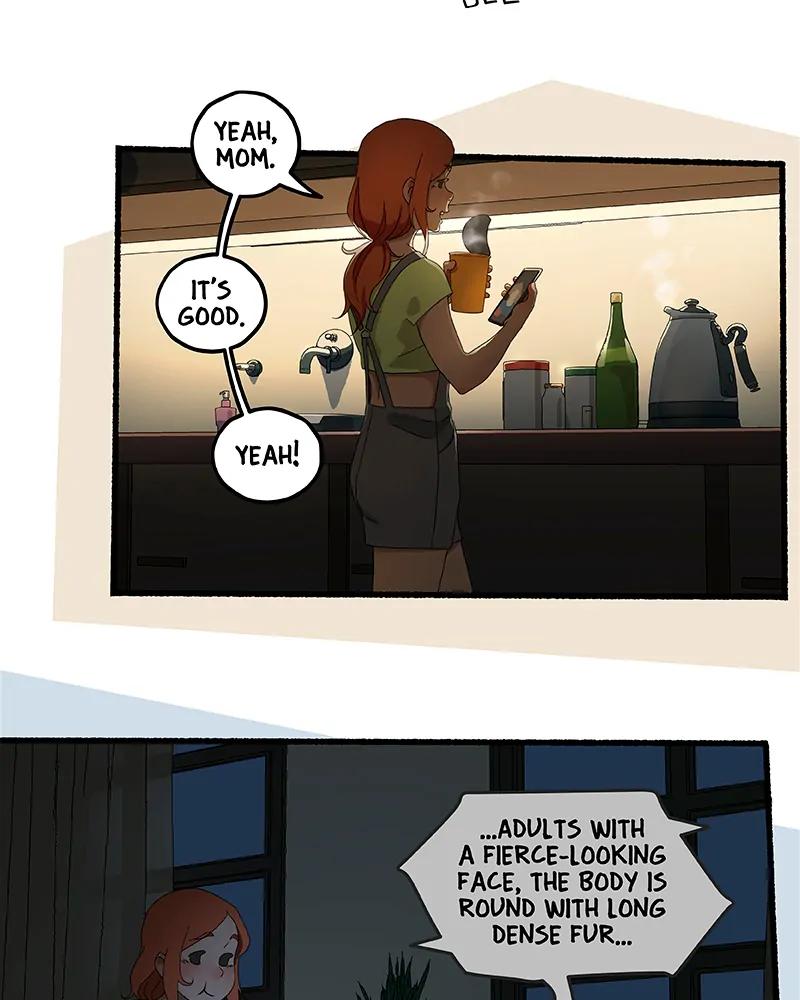 YEAH,
MOM.
IT'S
GOOD.
YEAH!
...ADULTS WITH
A FIERCE-LOOKING
FACE, THE BODY IS
ROUND WITH LONG
DENSE FUR...